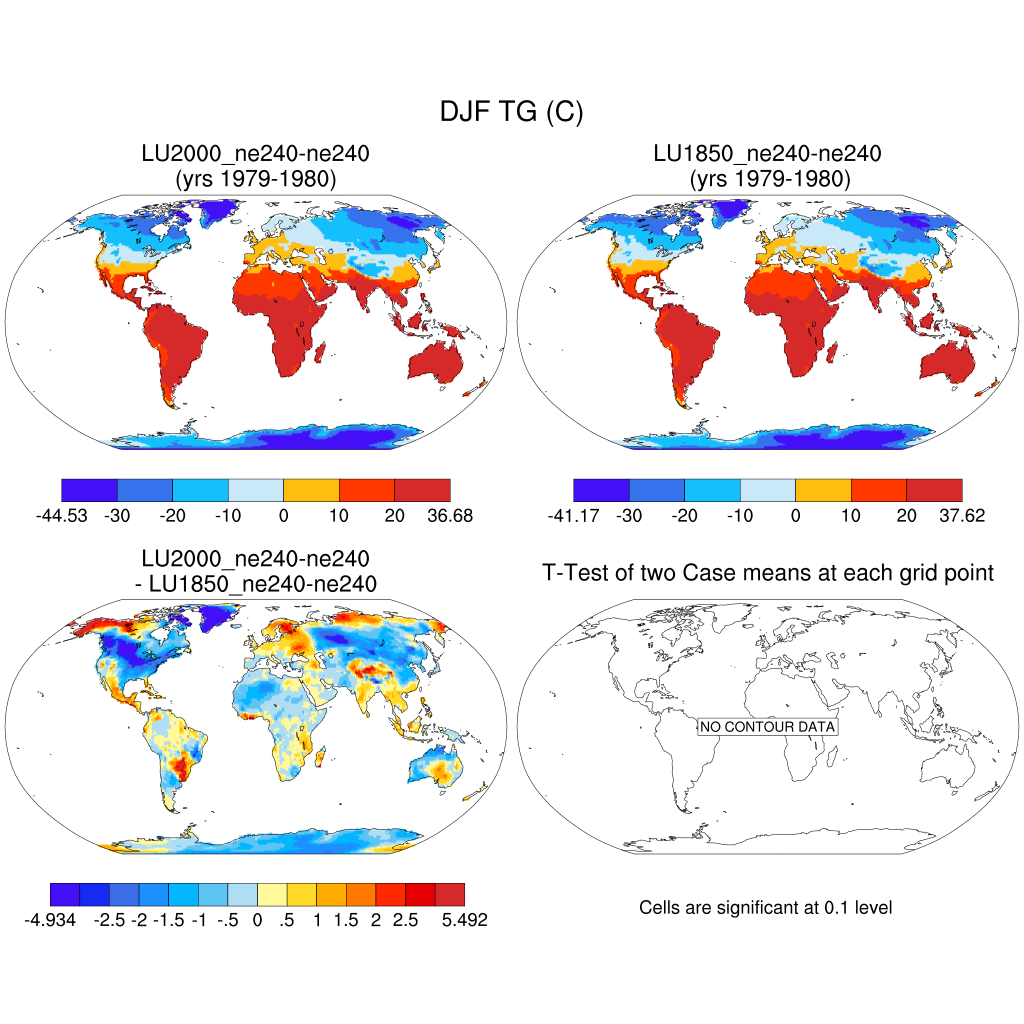 DJF TG (C)
LU2000_ne240-ne240
(yrs 1979-1980)
LU1850_ne240-ne240
(yrs 1979-1980)
-44.53 -30 -20 -10 0 10 20 36.68
-41.17 -30 -20 -10 0 10 20 37.62
LU2000_ne240-ne240
- LU1850_ne240-ne240
T-Test of two Case means at each grid point
NO CONTOUR DATA
-4.934 -2.5 -2 -1.5 -1 -.5 0 .5 1 1.5 2 2.5 5.492
Cells are significant at 0.1 level